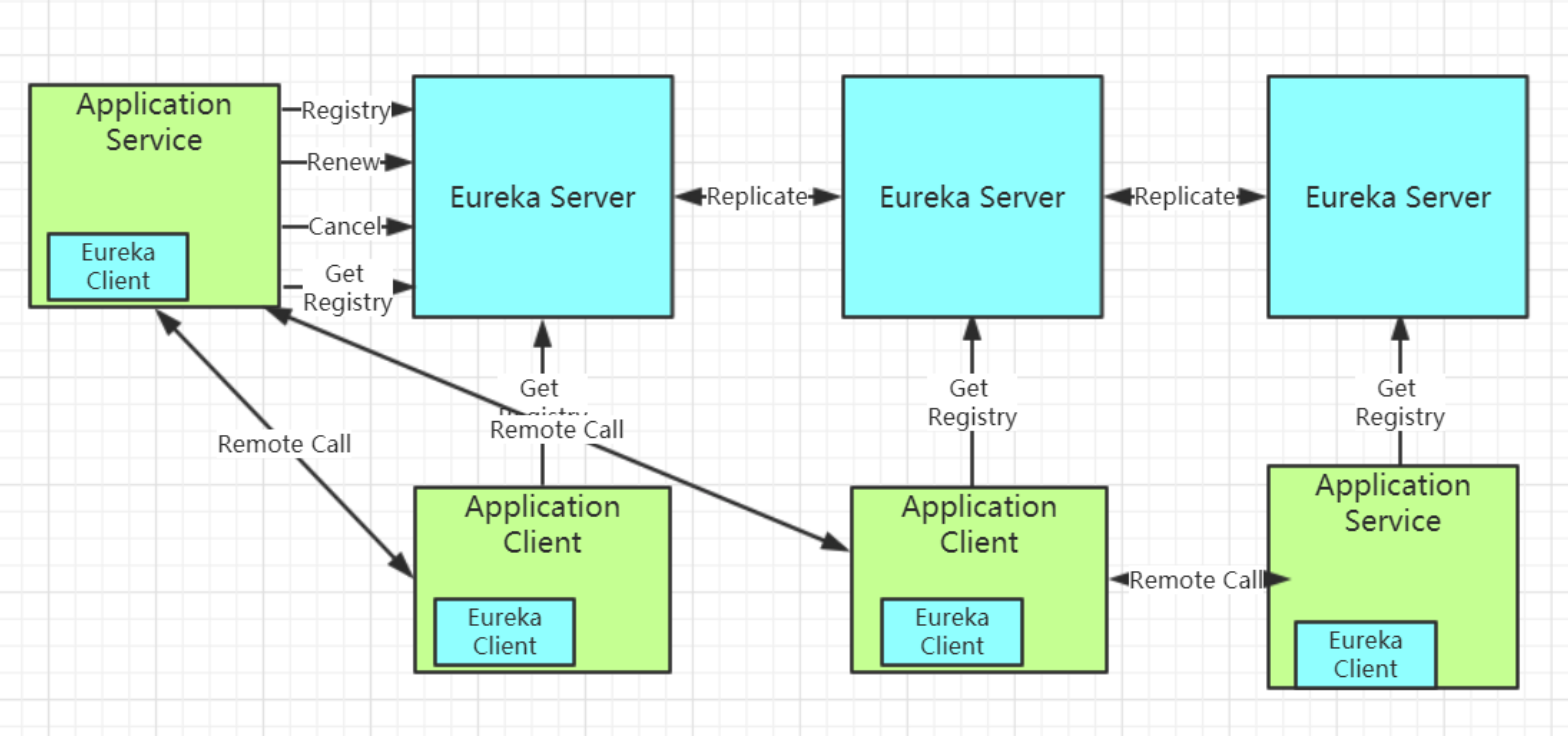 Application
Service
Eureka
Client
Registry
Renew
Cancel
Get
Registry
Eureka Server
Replicate
Eureka Server
Replicate
Eureka Server
Get
Registry
Remote Call
Remote Call
Get
Registry
Get
Registry
Application
Client
Eureka
Client
Application
Client
Eureka
Client
Remote Call
Application
Service
Eureka
Client